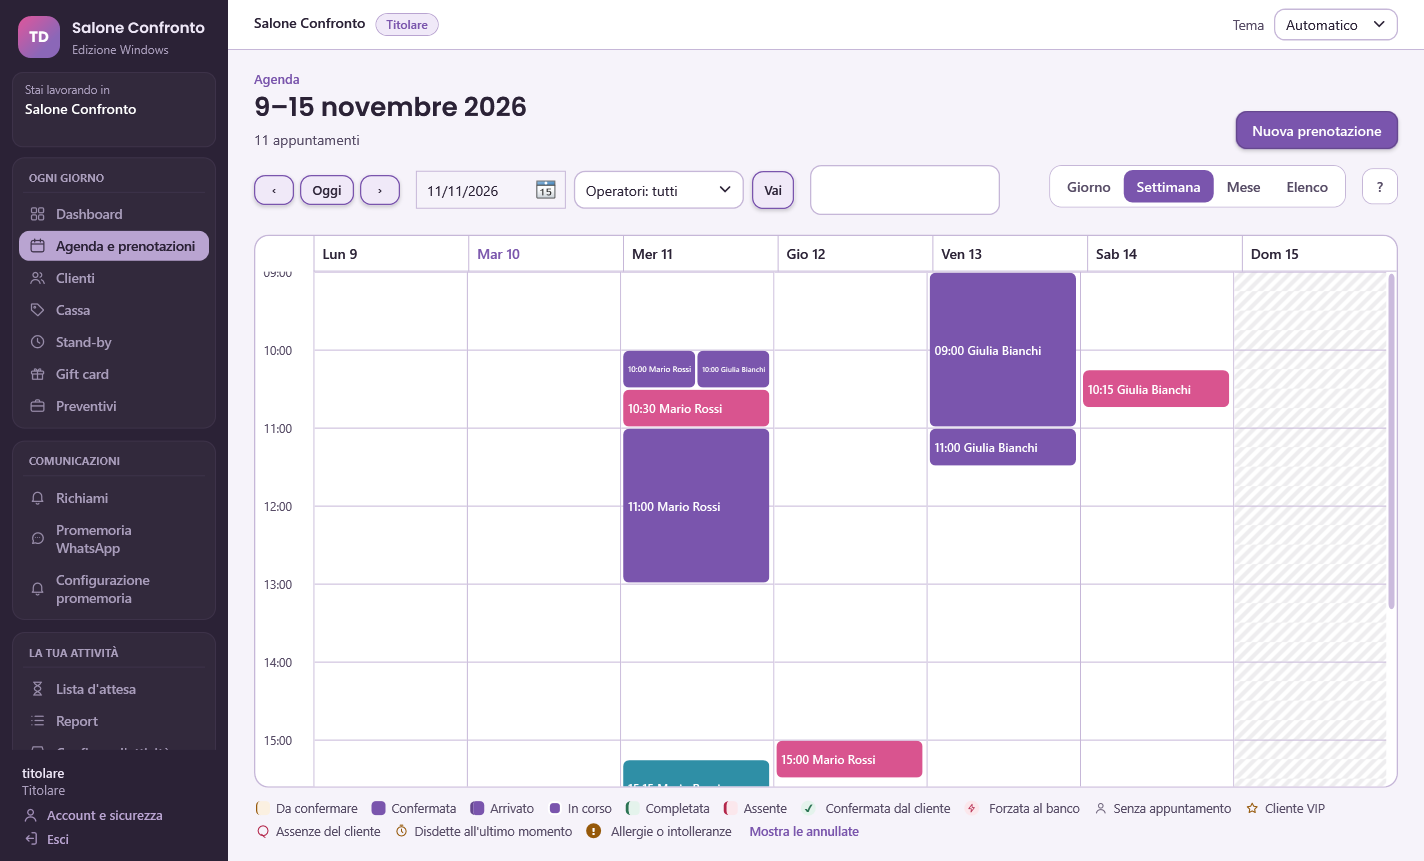 TD
Salone Confronto
Edizione Windows
Stai lavorando in
Salone Confronto
OGNI GIORNO
Dashboard
Agenda e prenotazioni
Clienti
Cassa
Stand-by
Gift card
Preventivi
COMUNICAZIONI
Richiami
Promemoria
WhatsApp
Configurazione
promemoria
LA TUA ATTIVITÀ
Lista d'attesa
Report
titolare
Titolare
Account e sicurezza
Esci
Salone Confronto Titolare
Tema Automatico
Agenda
9–15 novembre 2026
11 appuntamenti
Nuova prenotazione
‹ Oggi › 11/11/2026 15 Operatori: tutti Vai
Giorno Settimana Mese Elenco ?
Lun 9 Mar 10 Mer 11 Gio 12 Ven 13 Sab 14 Dom 15
09:00
09:00 Giulia Bianchi
10:00
10:00 Mario Rossi 10:00 Giulia Bianchi
10:15 Giulia Bianchi
10:30 Mario Rossi
11:00
11:00 Giulia Bianchi
11:00 Mario Rossi
12:00
13:00
14:00
15:00
15:00 Mario Rossi
15:15 Mario Rossi
Da confermare Confermata Arrivato In corso Completata Assente Confermata dal cliente Forzata al banco Senza appuntamento Cliente VIP
Assenze del cliente Disdette all'ultimo momento Allergie o intolleranze Mostra le annullate